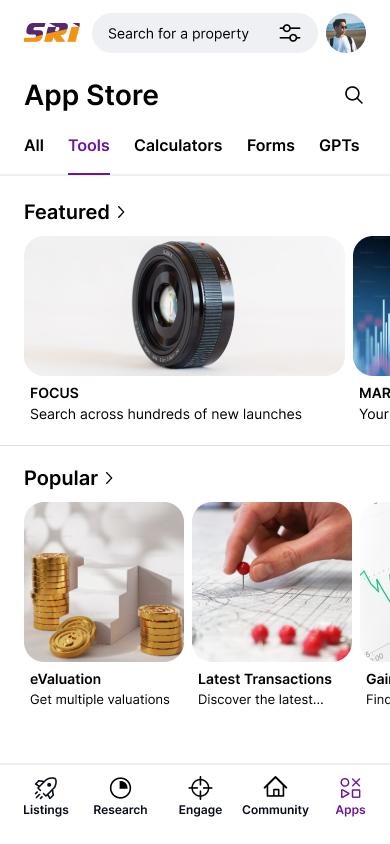 SRI
Search for a property
App Store
All Tools Calculators Forms GPTs
Featured
FOCUS
Search across hundreds of new launches
MAR
Your
Popular
eValuation
Get multiple valuations
Latest Transactions
Discover the latest...
Gai
Find
Listings Research Engage Community Apps